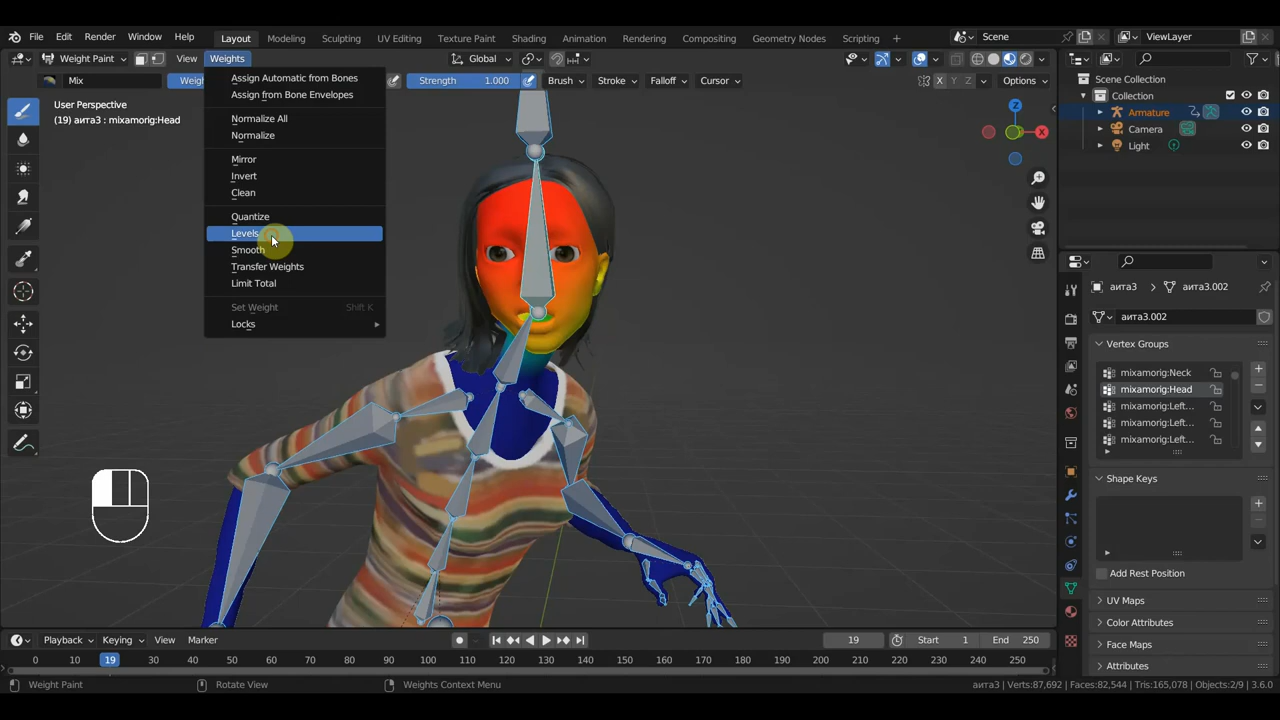 File Edit Render Window Help Layout Modeling Sculpting UV Editing Texture Paint Shading Animation Rendering Compositing Geometry Nodes Scripting Scene ViewLayer
Weight Paint View Weights Global
Mix Weigh Strength 1.000 Brush Stroke Falloff Cursor X Y Z Options
User Perspective
(19) аита3 : mixamorig:Head
Assign Automatic from Bones
Assign from Bone Envelopes
Normalize All
Normalize
Mirror
Invert
Clean
Quantize
Levels
Smooth
Transfer Weights
Limit Total
Set Weight Shift K
Locks
Z
X
Scene Collection
Collection
Armature
Camera
Light
аита3 аита3.002
аита3.002
Vertex Groups
mixamorig:Neck
mixamorig:Head
mixamorig:Left...
mixamorig:Left...
mixamorig:Left...
Shape Keys
Add Rest Position
UV Maps
Color Attributes
Face Maps
Attributes
Playback Keying View Marker 19 Start 1 End 250
0 10 19 30 40 50 60 70 80 90 100 110 120 130 140 150 160 170 180 190 200 210 220 230 240 250
Weight Paint Rotate View Weights Context Menu аита3 | Verts:87,692 | Faces:82,544 | Tris:165,078 | Objects:2/9 | 3.6.0